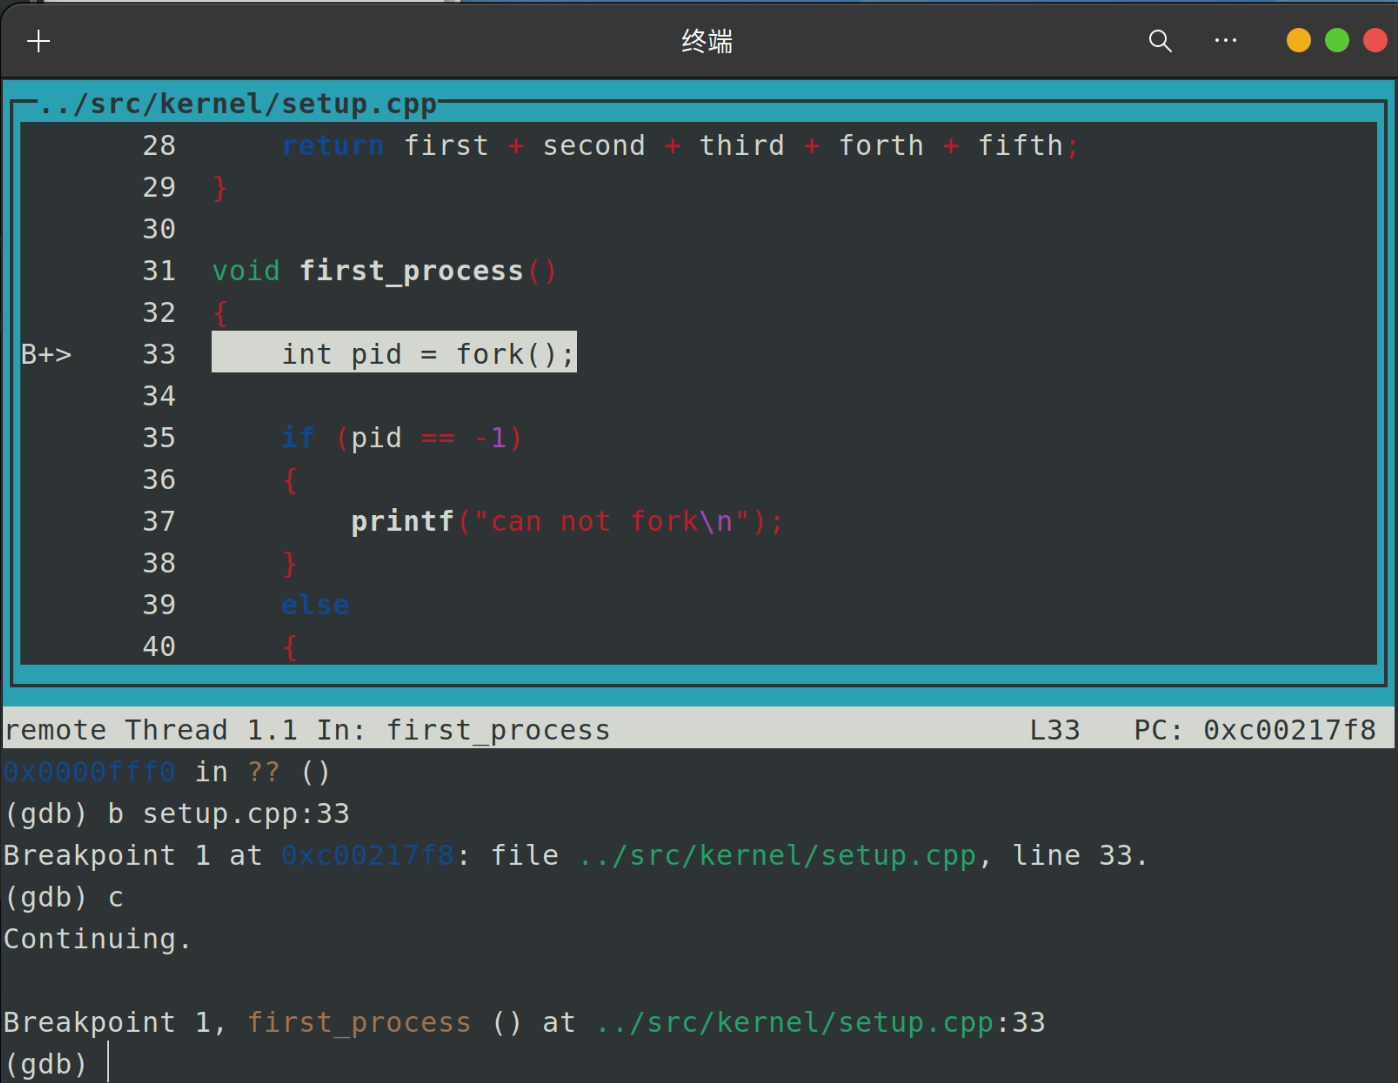 终端
../src/kernel/setup.cpp
28 return first + second + third + forth + fifth;
29 }
30
31 void first_process()
32 {
B+> 33 int pid = fork();
34
35 if (pid == -1)
36 {
37 printf("can not fork\n");
38 }
39 else
40 {
remote Thread 1.1 In: first_process L33 PC: 0xc00217f8
0x0000fff0 in ?? ()
(gdb) b setup.cpp:33
Breakpoint 1 at 0xc00217f8: file ../src/kernel/setup.cpp, line 33.
(gdb) c
Continuing.
Breakpoint 1, first_process () at ../src/kernel/setup.cpp:33
(gdb)